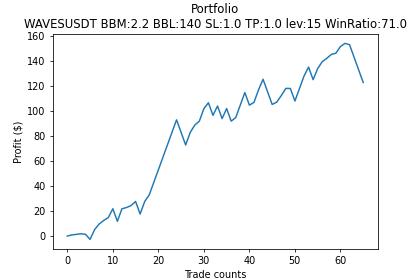 Portfolio
WAVESUSDT BBM:2.2 BBL:140 SL:1.0 TP:1.0 lev:15 WinRatio:71.0
160
140
120
100
80
60
40
20
0
Profit ($)
0 10 20 30 40 50 60
Trade counts